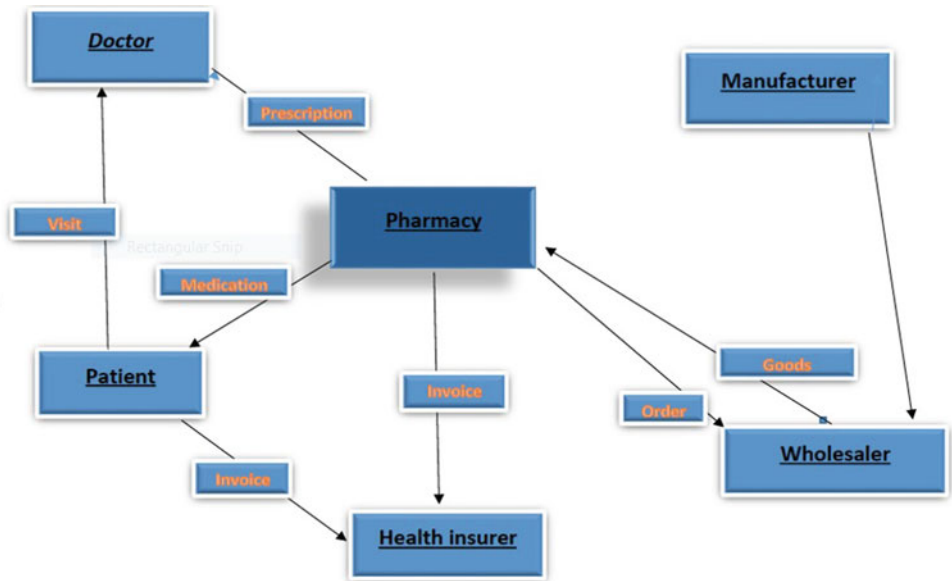 Doctor
Manufacturer
Prescription
Pharmacy
Visit
Rectangular Snip
Medication
Patient
Goods
Invoice
Order
Wholesaler
Invoice
Health insurer